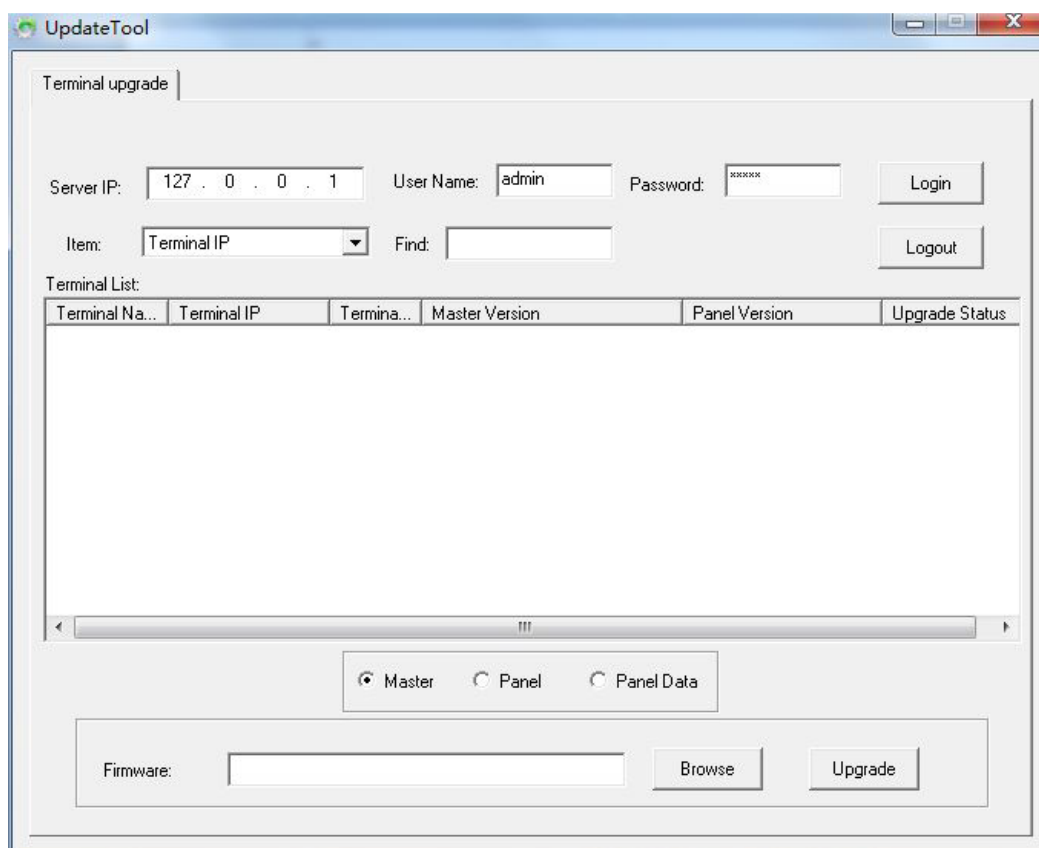 UpdateTool
Terminal upgrade
Server IP: 127 . 0 . 0 . 1 User Name: admin Password: xxxxx Login
Item: Terminal IP Find: Logout
Terminal List:
Terminal Na... Terminal IP Termina... Master Version Panel Version Upgrade Status
Master Panel Panel Data
Firmware: Browse Upgrade